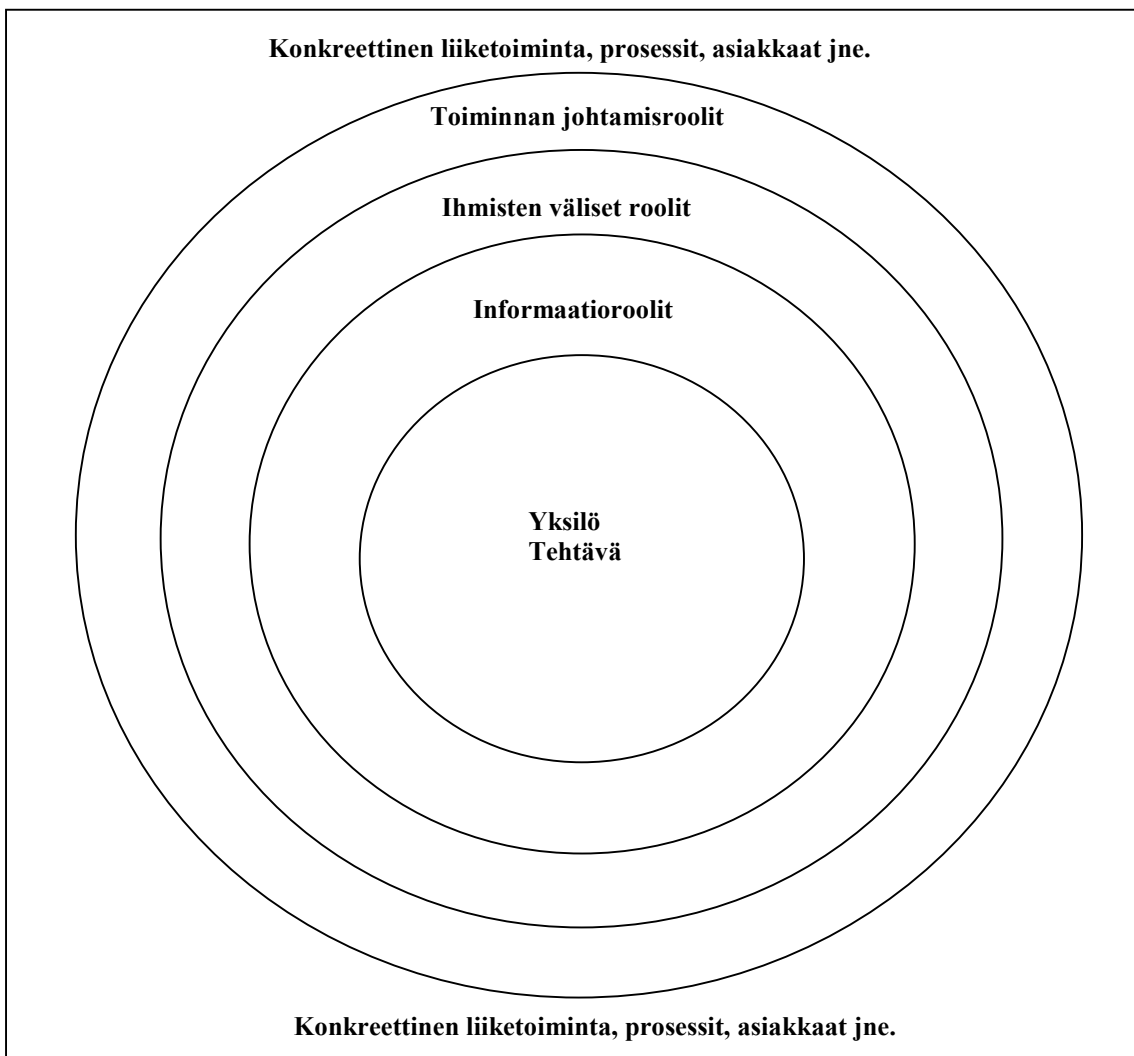 Konkreettinen liiketoiminta, prosessit, asiakkaat jne.
Toiminnan johtamisroolit
Ihmisten väliset roolit
Informaatioroolit
Yksilö
Tehtävä
Konkreettinen liiketoiminta, prosessit, asiakkaat jne.